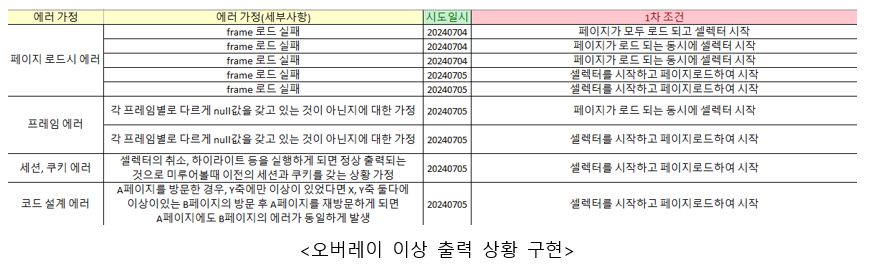 에러 가정 에러 가정(세부사항) 시도일시 1차 조건
페이지 로드시 에러
frame 로드 실패 20240704 페이지가 모두 로드 되고 셀렉터 시작
frame 로드 실패 20240704 페이지가 로드 되는 동시에 셀렉터 시작
frame 로드 실패 20240704 페이지가 로드 되는 동시에 셀렉터 시작
frame 로드 실패 20240705 셀렉터를 시작하고 페이지로드하여 시작
frame 로드 실패 20240705 셀렉터를 시작하고 페이지로드하여 시작
프레임 에러
각 프레임별로 다르게 null값을 갖고 있는 것이 아닌지에 대한 가정 20240705 페이지가 로드 되는 동시에 셀렉터 시작
각 프레임별로 다르게 null값을 갖고 있는 것이 아닌지에 대한 가정 20240705 셀렉터를 시작하고 페이지로드하여 시작
세션, 쿠키 에러
셀렉터의 취소, 하이라이트 등을 실행하게 되면 정상 출력되는
것으로 미루어볼때 이전의 세션과 쿠키를 갖는 상황 가정
20240705 셀렉터를 시작하고 페이지로드하여 시작
코드 설계 에러
A페이지를 방문한 경우, Y축에만 이상이 있었다면 X, Y축 둘다에
이상이있는 B페이지의 방문 후 A페이지를 재방문하게 되면
A페이지에도 B페이지의 에러가 동일하게 발생
20240705 셀렉터를 시작하고 페이지로드하여 시작
<오버레이 이상 출력 상황 구현>